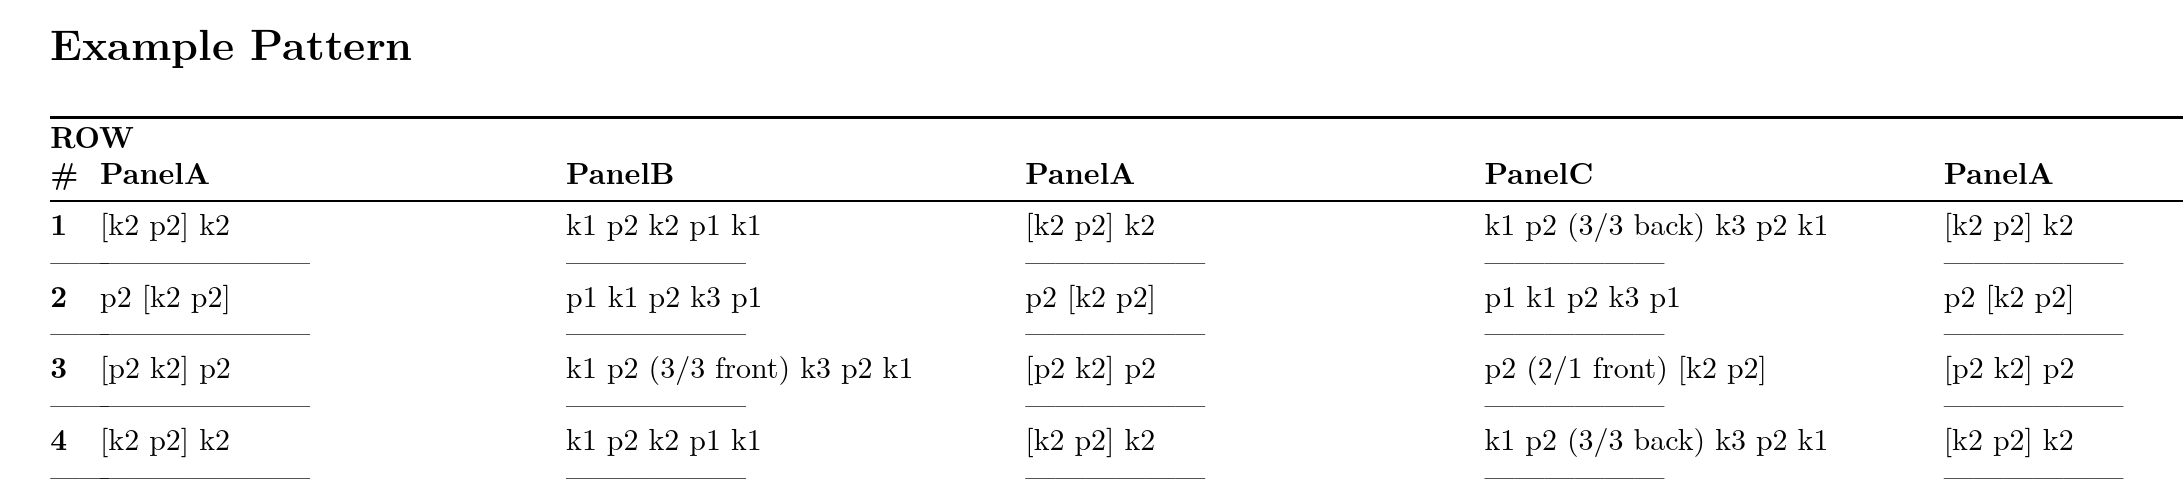 Example Pattern
ROW
# PanelA PanelB PanelA PanelC PanelA
1 [k2 p2] k2 k1 p2 k2 p1 k1 [k2 p2] k2 k1 p2 (3/3 back) k3 p2 k1 [k2 p2] k2
2 p2 [k2 p2] p1 k1 p2 k3 p1 p2 [k2 p2] p1 k1 p2 k3 p1 p2 [k2 p2]
3 [p2 k2] p2 k1 p2 (3/3 front) k3 p2 k1 [p2 k2] p2 p2 (2/1 front) [k2 p2] [p2 k2] p2
4 [k2 p2] k2 k1 p2 k2 p1 k1 [k2 p2] k2 k1 p2 (3/3 back) k3 p2 k1 [k2 p2] k2